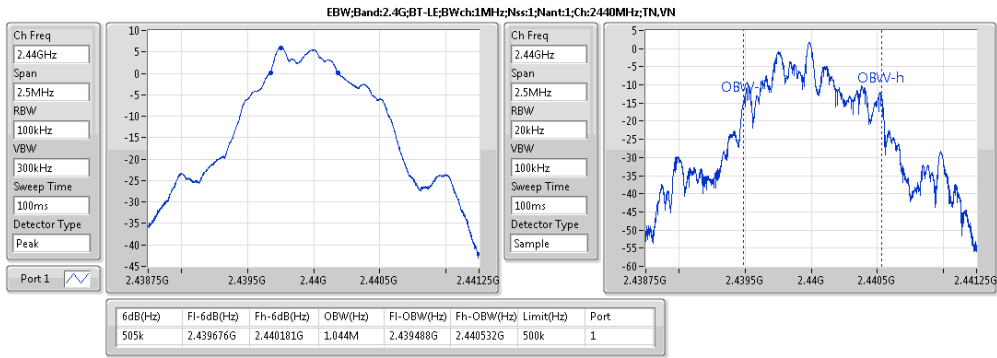 EBW;Band:2.4G;BT-LE;BWch:1MHz;Nss:1;Nant:1;Ch:2440MHz;TN,VN
Ch Freq
2.44GHz
Span
2.5MHz
RBW
100kHz
VBW
300kHz
Sweep Time
100ms
Detector Type
Peak
Port 1
10
5
0
-5
-10
-15
-20
-25
-30
-35
-40
-45
2.43875G 2.4395G 2.44G 2.4405G 2.44125G
Ch Freq
2.44GHz
Span
2.5MHz
RBW
20kHz
VBW
100kHz
Sweep Time
100ms
Detector Type
Sample
5
0
-5
-10
-15
-20
-25
-30
-35
-40
-45
-50
-55
-60
OBW- OBW-h
2.43875G 2.4395G 2.44G 2.4405G 2.44125G
6dB(Hz) Fl-6dB(Hz) Fh-6dB(Hz) OBW(Hz) Fl-OBW(Hz) Fh-OBW(Hz) Limit(Hz) Port
505k 2.439676G 2.440181G 1.044M 2.439488G 2.440532G 500k 1